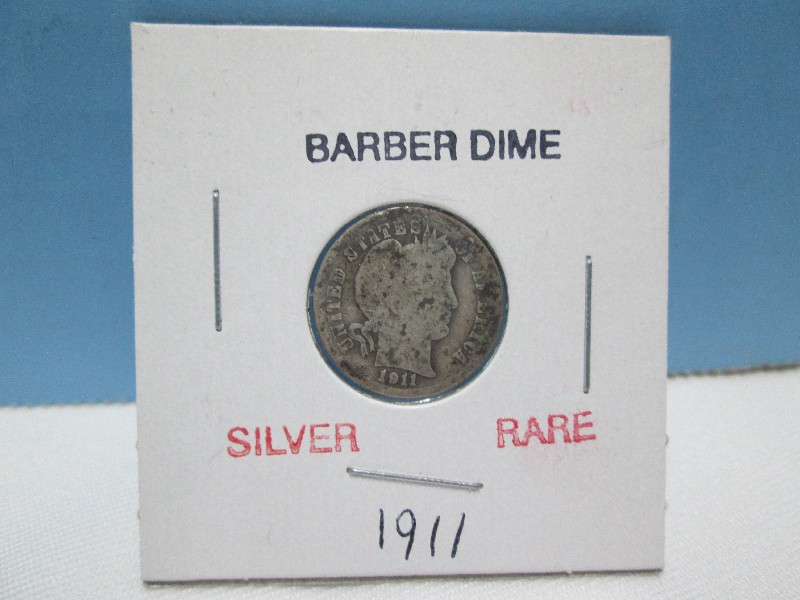 BARBER DIME
UNITED STATES OF AMERICA
1911
SILVER RARE
1911